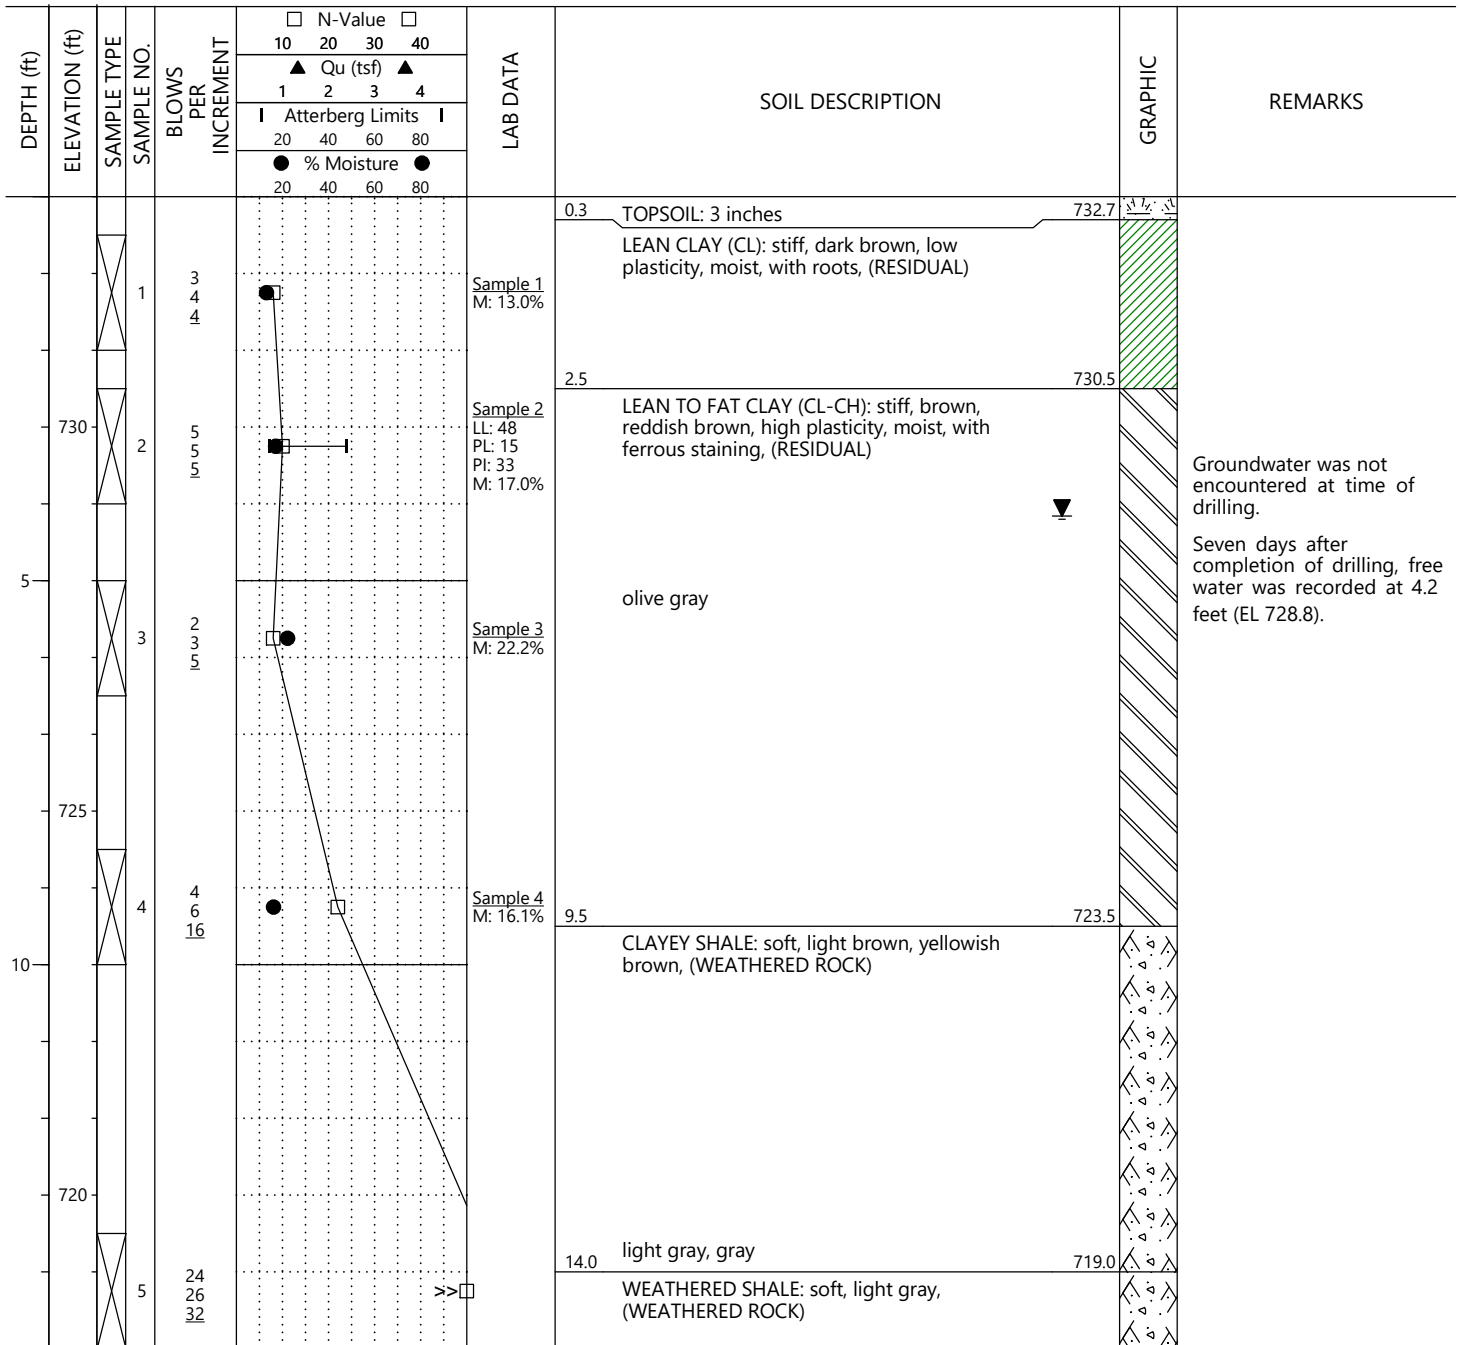 DEPTH (ft)
ELEVATION (ft)
SAMPLE TYPE
SAMPLE NO.
BLOWS
PER
INCREMENT
N-Value
10 20 30 40
Qu (tsf)
1 2 3 4
Atterberg Limits
20 40 60 80
% Moisture
20 40 60 80
LAB DATA
SOIL DESCRIPTION
GRAPHIC
REMARKS
0.3 TOPSOIL: 3 inches 732.7
LEAN CLAY (CL): stiff, dark brown, low
plasticity, moist, with roots, (RESIDUAL)
1
3
4
4
Sample 1
M: 13.0%
2.5 730.5
730
2
5
5
5
Sample 2
LL: 48
PL: 15
PI: 33
M: 17.0%
LEAN TO FAT CLAY (CL-CH): stiff, brown,
reddish brown, high plasticity, moist, with
ferrous staining, (RESIDUAL)
Groundwater was not
encountered at time of
drilling.
Seven days after
completion of drilling, free
water was recorded at 4.2
feet (EL 728.8).
5
olive gray
3
2
3
5
Sample 3
M: 22.2%
725
4
4
6
16
Sample 4
M: 16.1%
9.5 723.5
CLAYEY SHALE: soft, light brown, yellowish
brown, (WEATHERED ROCK)
10
720
light gray, gray
14.0 719.0
5
24
26
32
>>
WEATHERED SHALE: soft, light gray,
(WEATHERED ROCK)